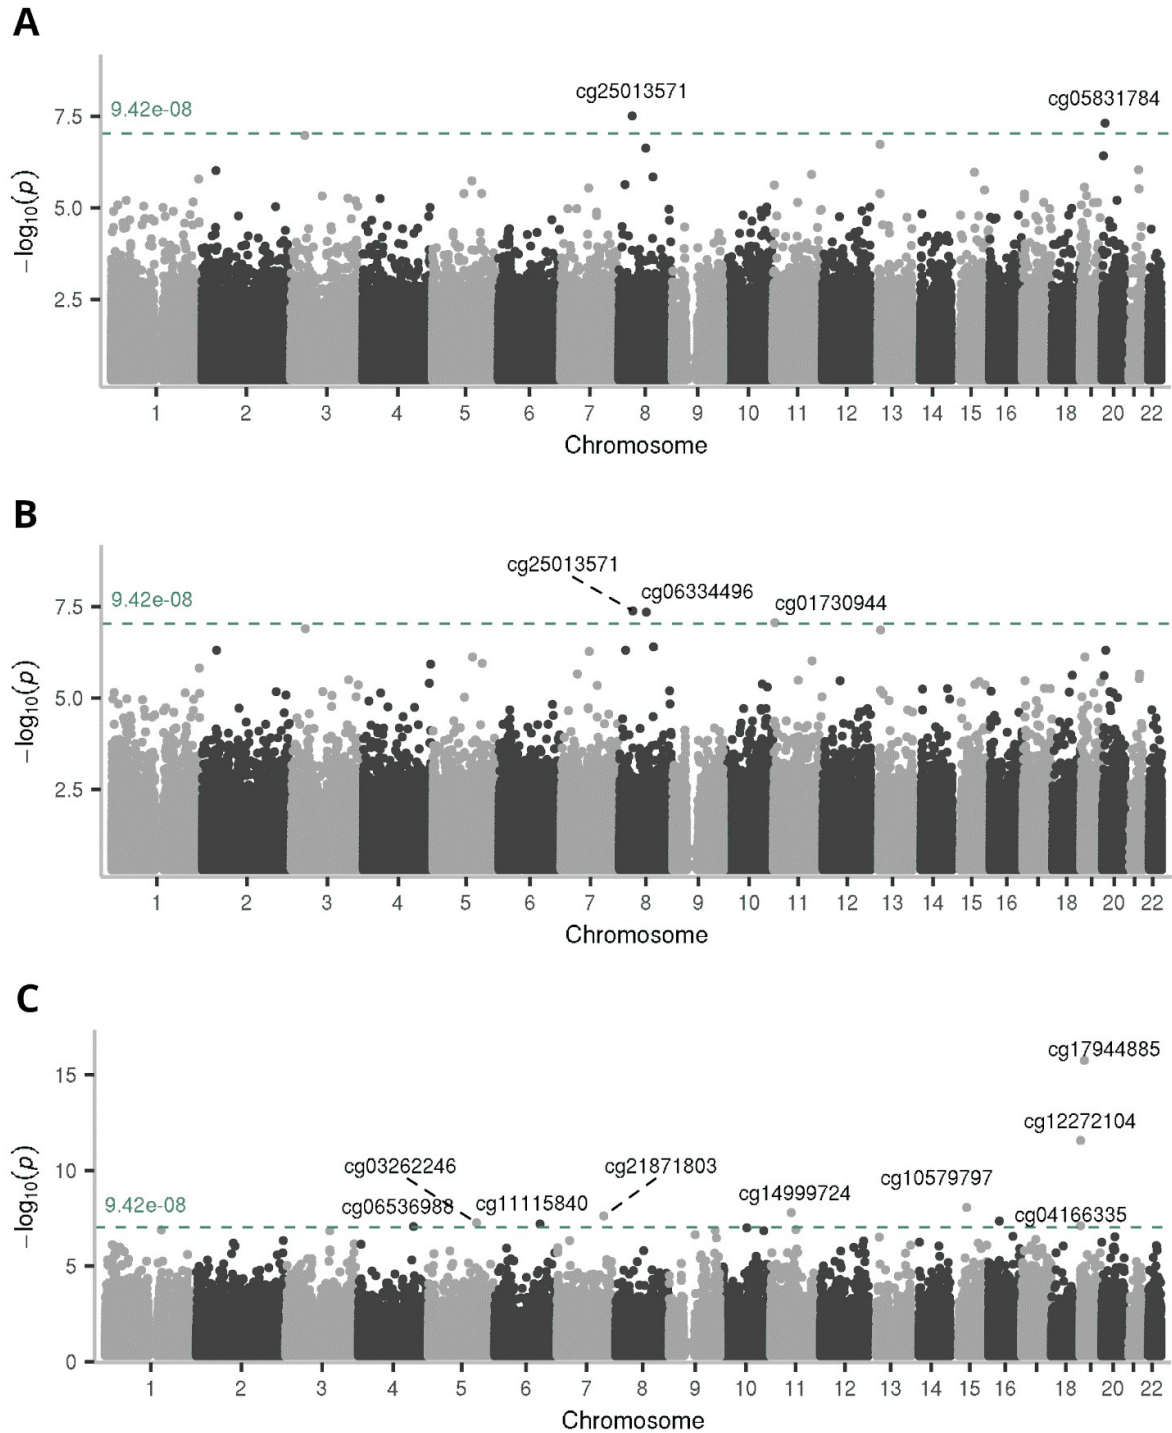 A
cg25013571
cg05831784
9.42e-08
7.5
5.0
2.5
−log10(p)
1 2 3 4 5 6 7 8 9 10 11 12 13 14 15 16 18 20 22
Chromosome
B
cg25013571
cg06334496
cg01730944
9.42e-08
7.5
5.0
2.5
−log10(p)
1 2 3 4 5 6 7 8 9 10 11 12 13 14 15 16 18 20 22
Chromosome
C
cg17944885
cg12272104
cg03262246
cg21871803
cg10579797
cg14999724
cg06536988
cg11115840
cg04166335
9.42e-08
15
10
5
0
−log10(p)
1 2 3 4 5 6 7 8 9 10 11 12 13 14 15 16 18 20 22
Chromosome